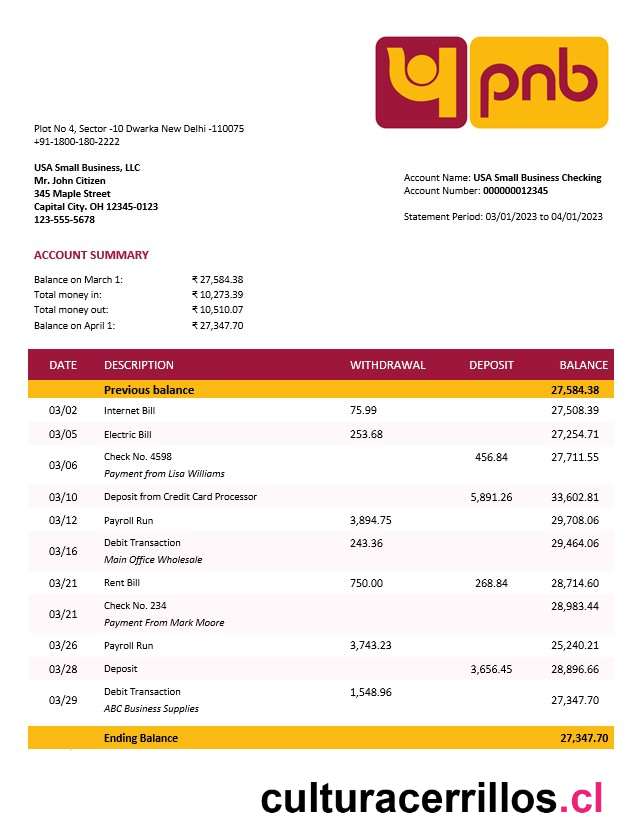 प pnb
Plot No 4, Sector -10 Dwarka New Delhi -110075
+91-1800-180-2222
USA Small Business, LLC
Mr. John Citizen
345 Maple Street
Capital City. OH 12345-0123
123-555-5678
Account Name: USA Small Business Checking
Account Number: 000000012345
Statement Period: 03/01/2023 to 04/01/2023
ACCOUNT SUMMARY
Balance on March 1: ₹ 27,584.38
Total money in: ₹ 10,273.39
Total money out: ₹ 10,510.07
Balance on April 1: ₹ 27,347.70
DATE DESCRIPTION WITHDRAWAL DEPOSIT BALANCE
Previous balance 27,584.38
03/02 Internet Bill 75.99 27,508.39
03/05 Electric Bill 253.68 27,254.71
03/06 Check No. 4598 456.84 27,711.55
Payment from Lisa Williams
03/10 Deposit from Credit Card Processor 5,891.26 33,602.81
03/12 Payroll Run 3,894.75 29,708.06
03/16 Debit Transaction 243.36 29,464.06
Main Office Wholesale
03/21 Rent Bill 750.00 268.84 28,714.60
03/21 Check No. 234 28,983.44
Payment From Mark Moore
03/26 Payroll Run 3,743.23 25,240.21
03/28 Deposit 3,656.45 28,896.66
03/29 Debit Transaction 1,548.96 27,347.70
ABC Business Supplies
Ending Balance 27,347.70
culturacerrillos.cl